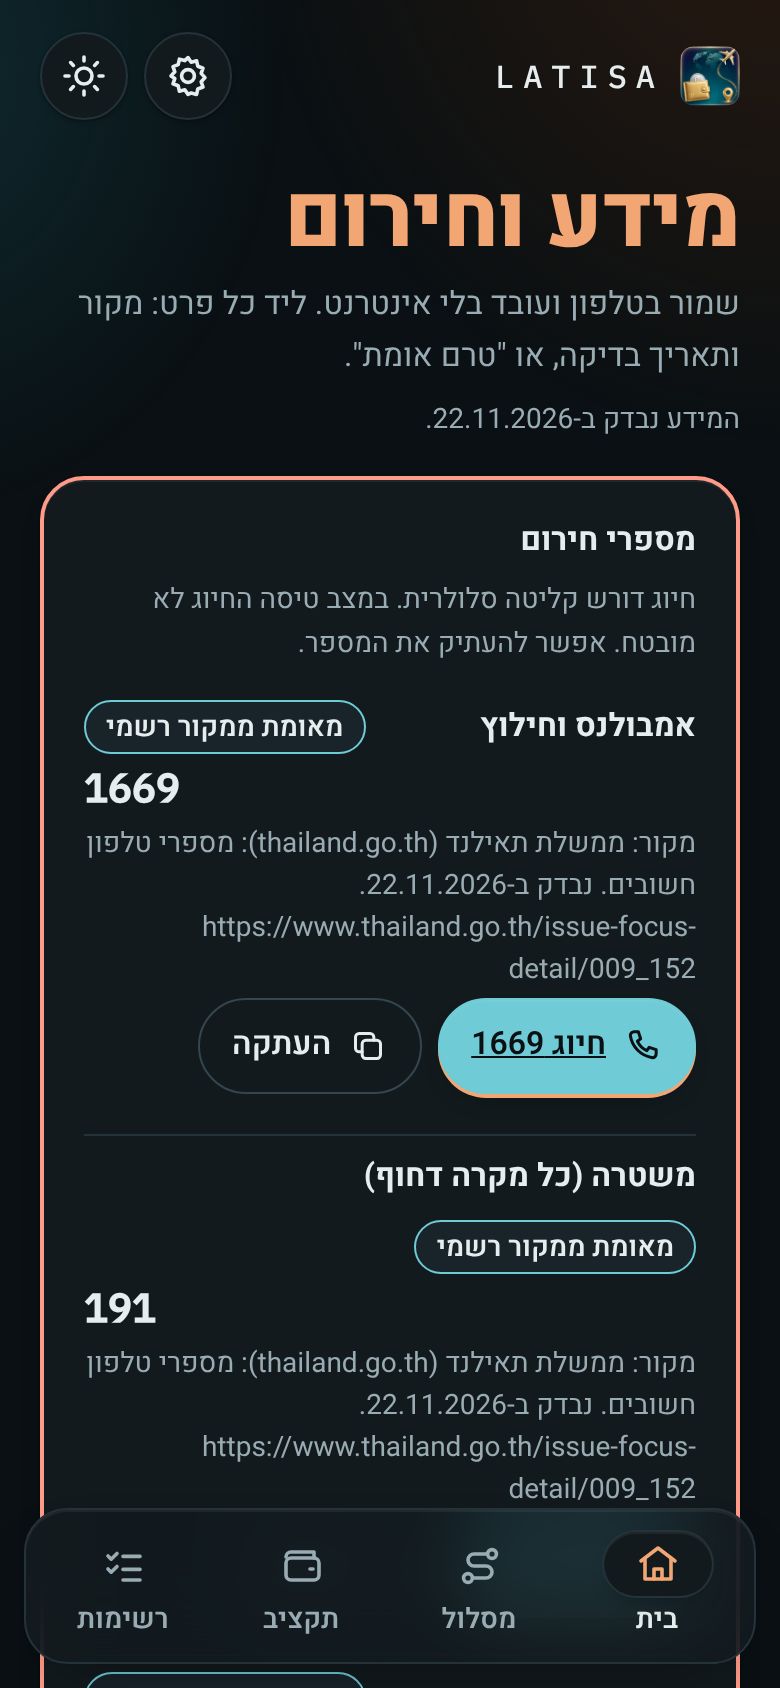 LATISA
מידע וחירום
שמור בטלפון ועובד בלי אינטרנט. ליד כל פרט: מקור
ותאריך בדיקה, או "טרם אומת".
המידע נבדק ב-22.11.2026.
מספרי חירום
חיוג דורש קליטה סלולרית. במצב טיסה החיוג לא
מובטח. אפשר להעתיק את המספר.
אמבולנס וחילוץ
מאומת ממקור רשמי
1669
מקור: ממשלת תאילנד (thailand.go.th): מספרי טלפון
חשובים. נבדק ב-22.11.2026.
https://www.thailand.go.th/issue-focus-
detail/009_152
חיוג 1669
העתקה
משטרה (כל מקרה דחוף)
מאומת ממקור רשמי
191
מקור: ממשלת תאילנד (thailand.go.th): מספרי טלפון
חשובים. נבדק ב-22.11.2026.
https://www.thailand.go.th/issue-focus-
detail/009_152
בית
מסלול
תקציב
רשימות